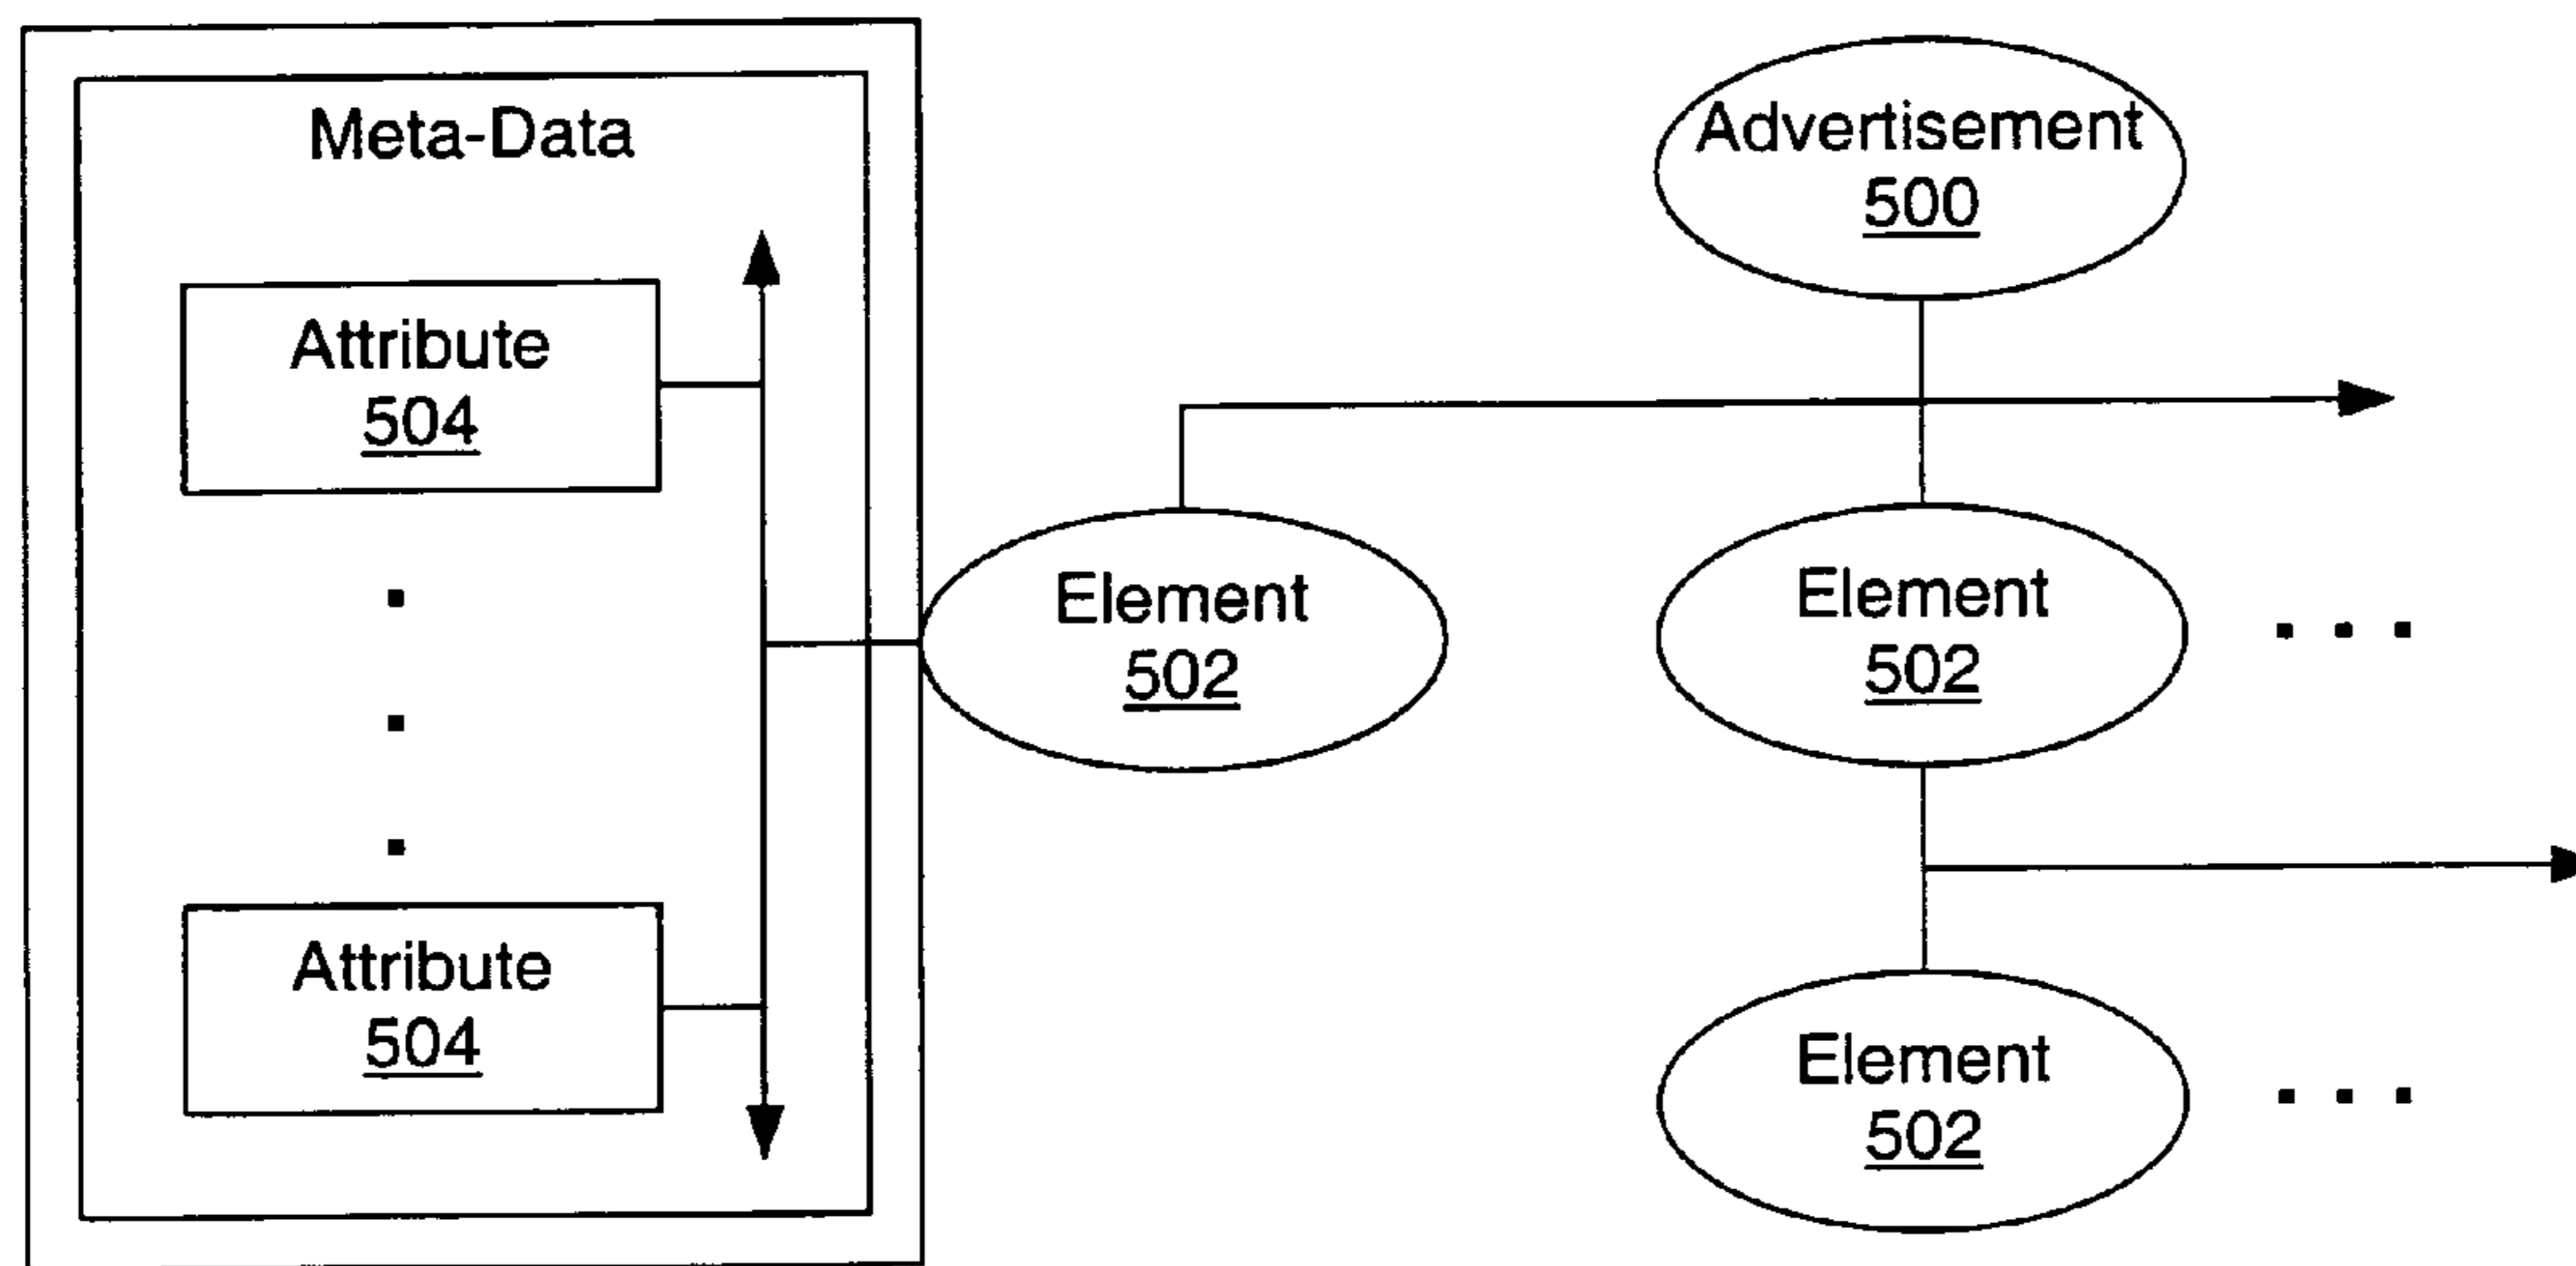 Meta-Data
Attribute
504
Attribute
504
Advertisement
500
Element
502
Element
502
Element
502